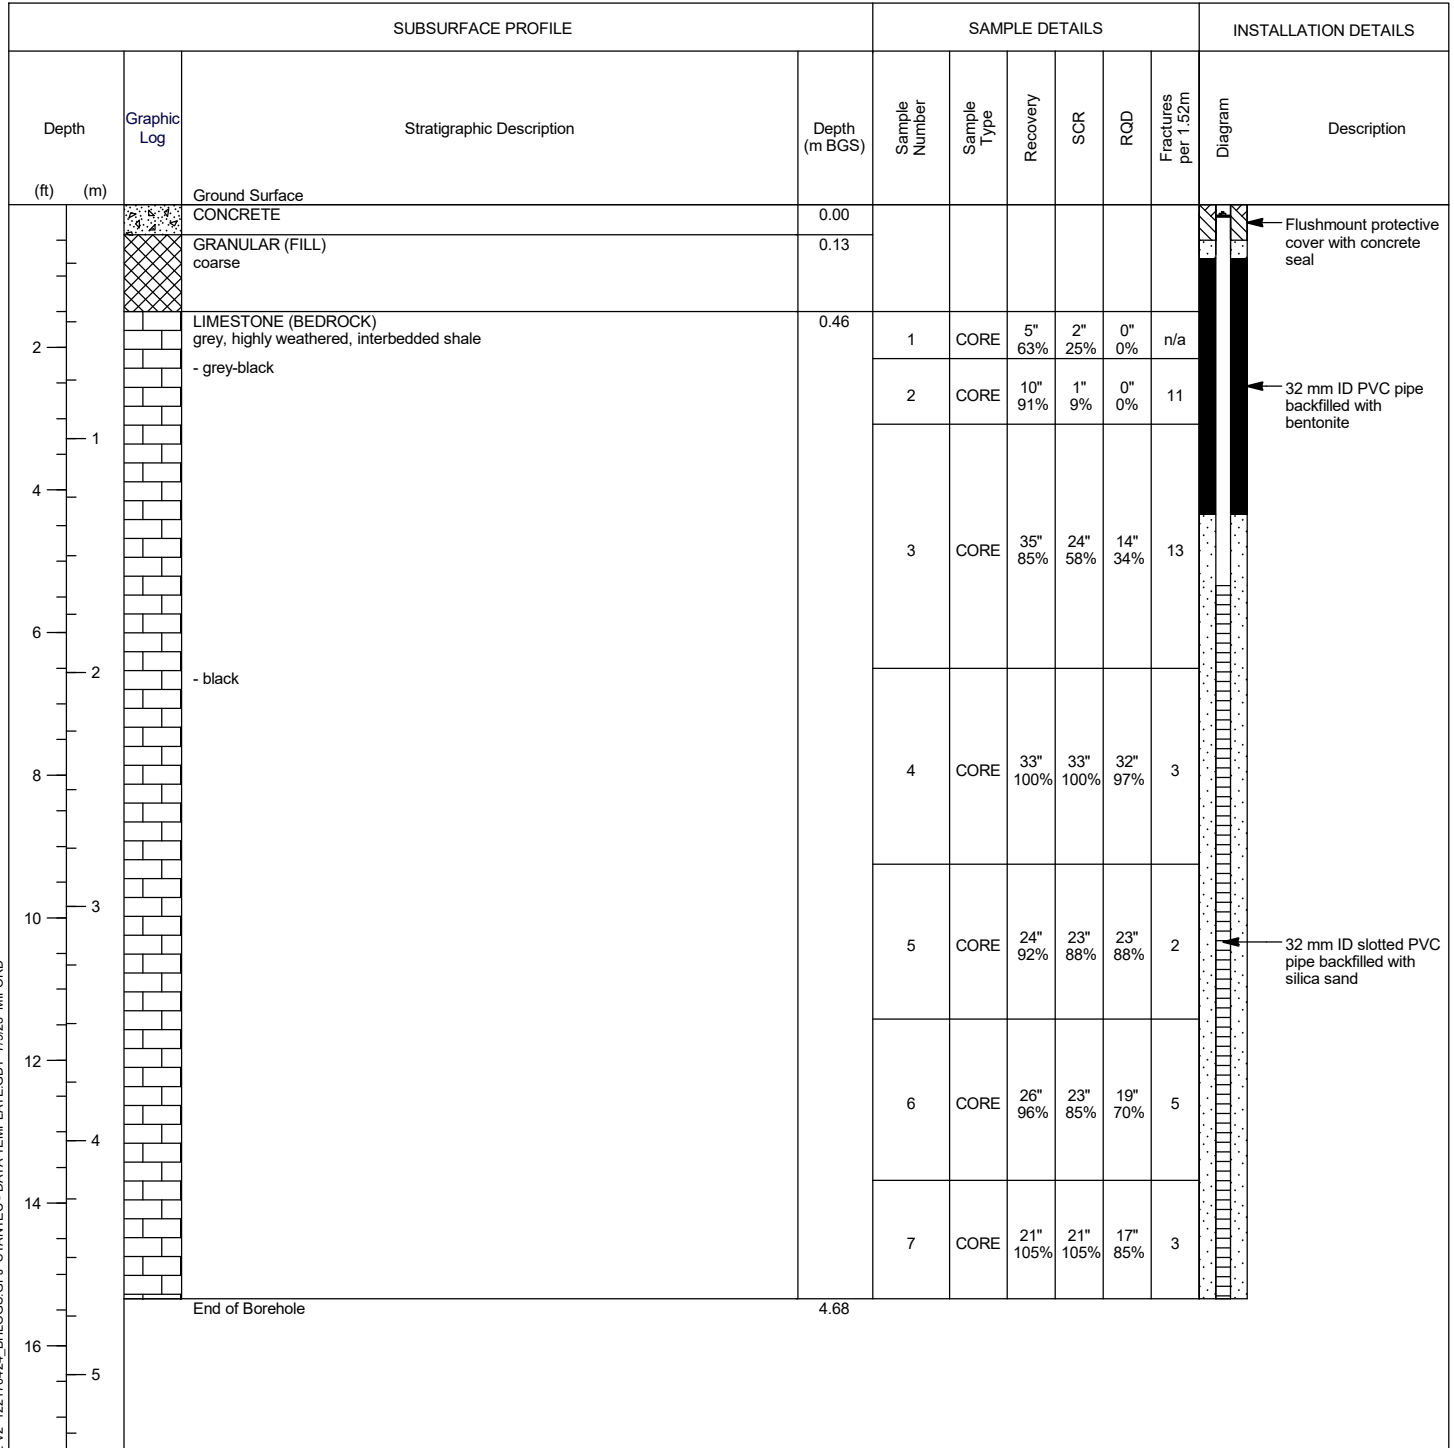 SUBSURFACE PROFILE
SAMPLE DETAILS
INSTALLATION DETAILS
Depth
(ft) (m)
Graphic
Log
Stratigraphic Description
Depth
(m BGS)
Sample
Number
Sample
Type
Recovery
SCR
RQD
Fractures
per 1.52m
Diagram
Description
Ground Surface
CONCRETE 0.00
GRANULAR (FILL) 0.13
coarse
LIMESTONE (BEDROCK) 0.46
grey, highly weathered, interbedded shale
- grey-black
- black
End of Borehole 4.68
2
4
6
8
10
12
14
16
1
2
3
4
5
1 CORE 5" 2" 0" n/a
63% 25% 0%
2 CORE 10" 1" 0" 11
91% 9% 0%
3 CORE 35" 24" 14" 13
85% 58% 34%
4 CORE 33" 33" 32" 3
100% 100% 97%
5 CORE 24" 23" 23" 2
92% 88% 88%
6 CORE 26" 23" 19" 5
96% 85% 70%
7 CORE 21" 21" 17" 3
105% 105% 85%
Flushmount protective
cover with concrete
seal
32 mm ID PVC pipe
backfilled with
bentonite
32 mm ID slotted PVC
pipe backfilled with
silica sand